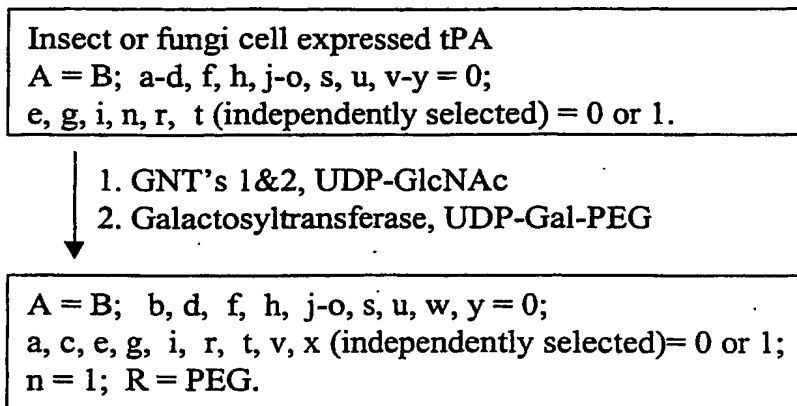 Insect or fungi cell expressed tPA
A = B; a-d, f, h, j-o, s, u, v-y = 0;
e, g, i, n, r, t (independently selected) = 0 or 1.
1. GNT's 1&2, UDP-GlcNAc
2. Galactosyltransferase, UDP-Gal-PEG
A = B; b, d, f, h, j-o, s, u, w, y = 0;
a, c, e, g, i, r, t, v, x (independently selected)= 0 or 1;
n = 1; R = PEG.